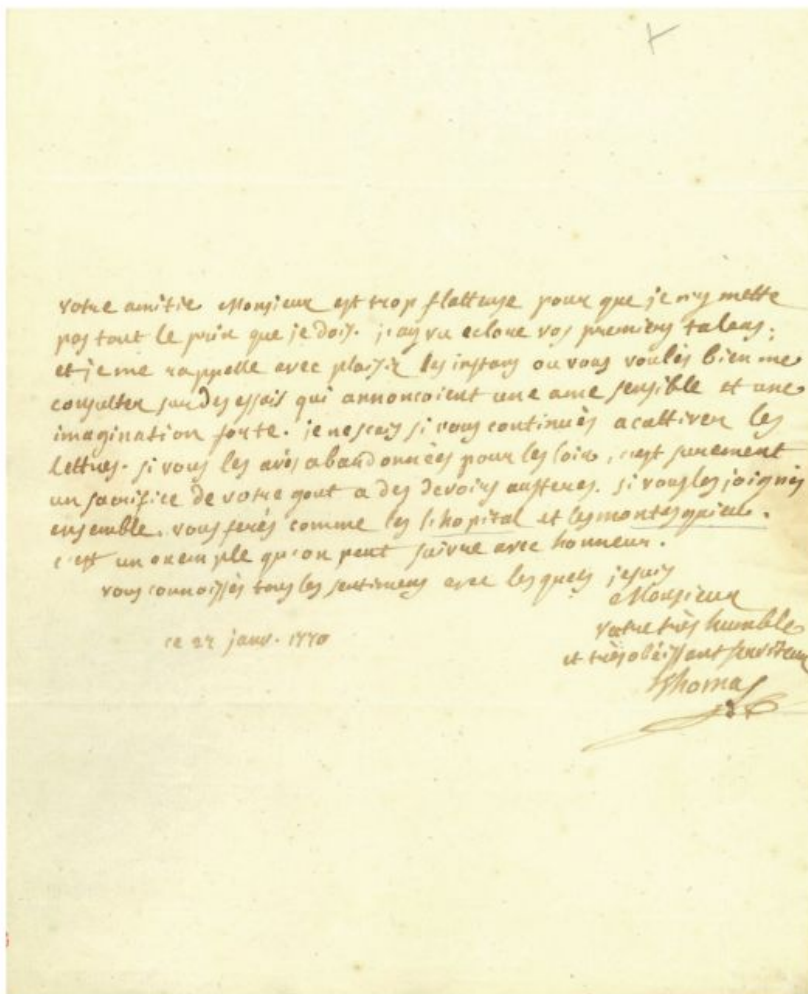 votre amitié Monsieur est trop flatteuse pour que je n'y mette
pas tout le prix que je dois. j'ay vu eclore vos premiers talens;
et je me rappelle avec plaisir les instans ou vous vouliés bien me
consulter sur des essais qui annoncoient une ame sensible et une
imagination forte. je ne scais si vous continués a cattiver les
lettres. si vous les avés abandonnées pour les loix, c'est surement
un sacrifice de votre gout a des devoirs austeres. si vous les joignés
ensemble, vous ferés comme les l'hopital et les montesquieu.
c'est un exemple qu'on peut suivre avec honneur.
vous connoissés tous les sentimens avec lesquels je suis
Monsieur
votre très humble
et très obéissant serviteur
Thomas
ce janv. 1770